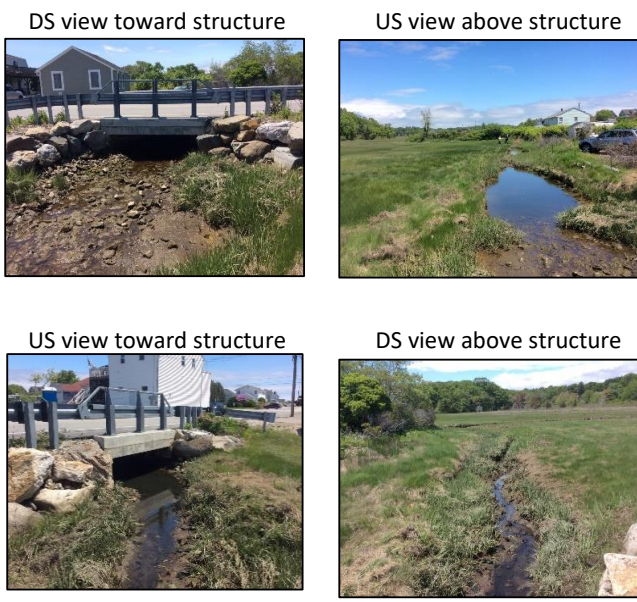 DS view toward structure
US view above structure
US view toward structure
DS view above structure